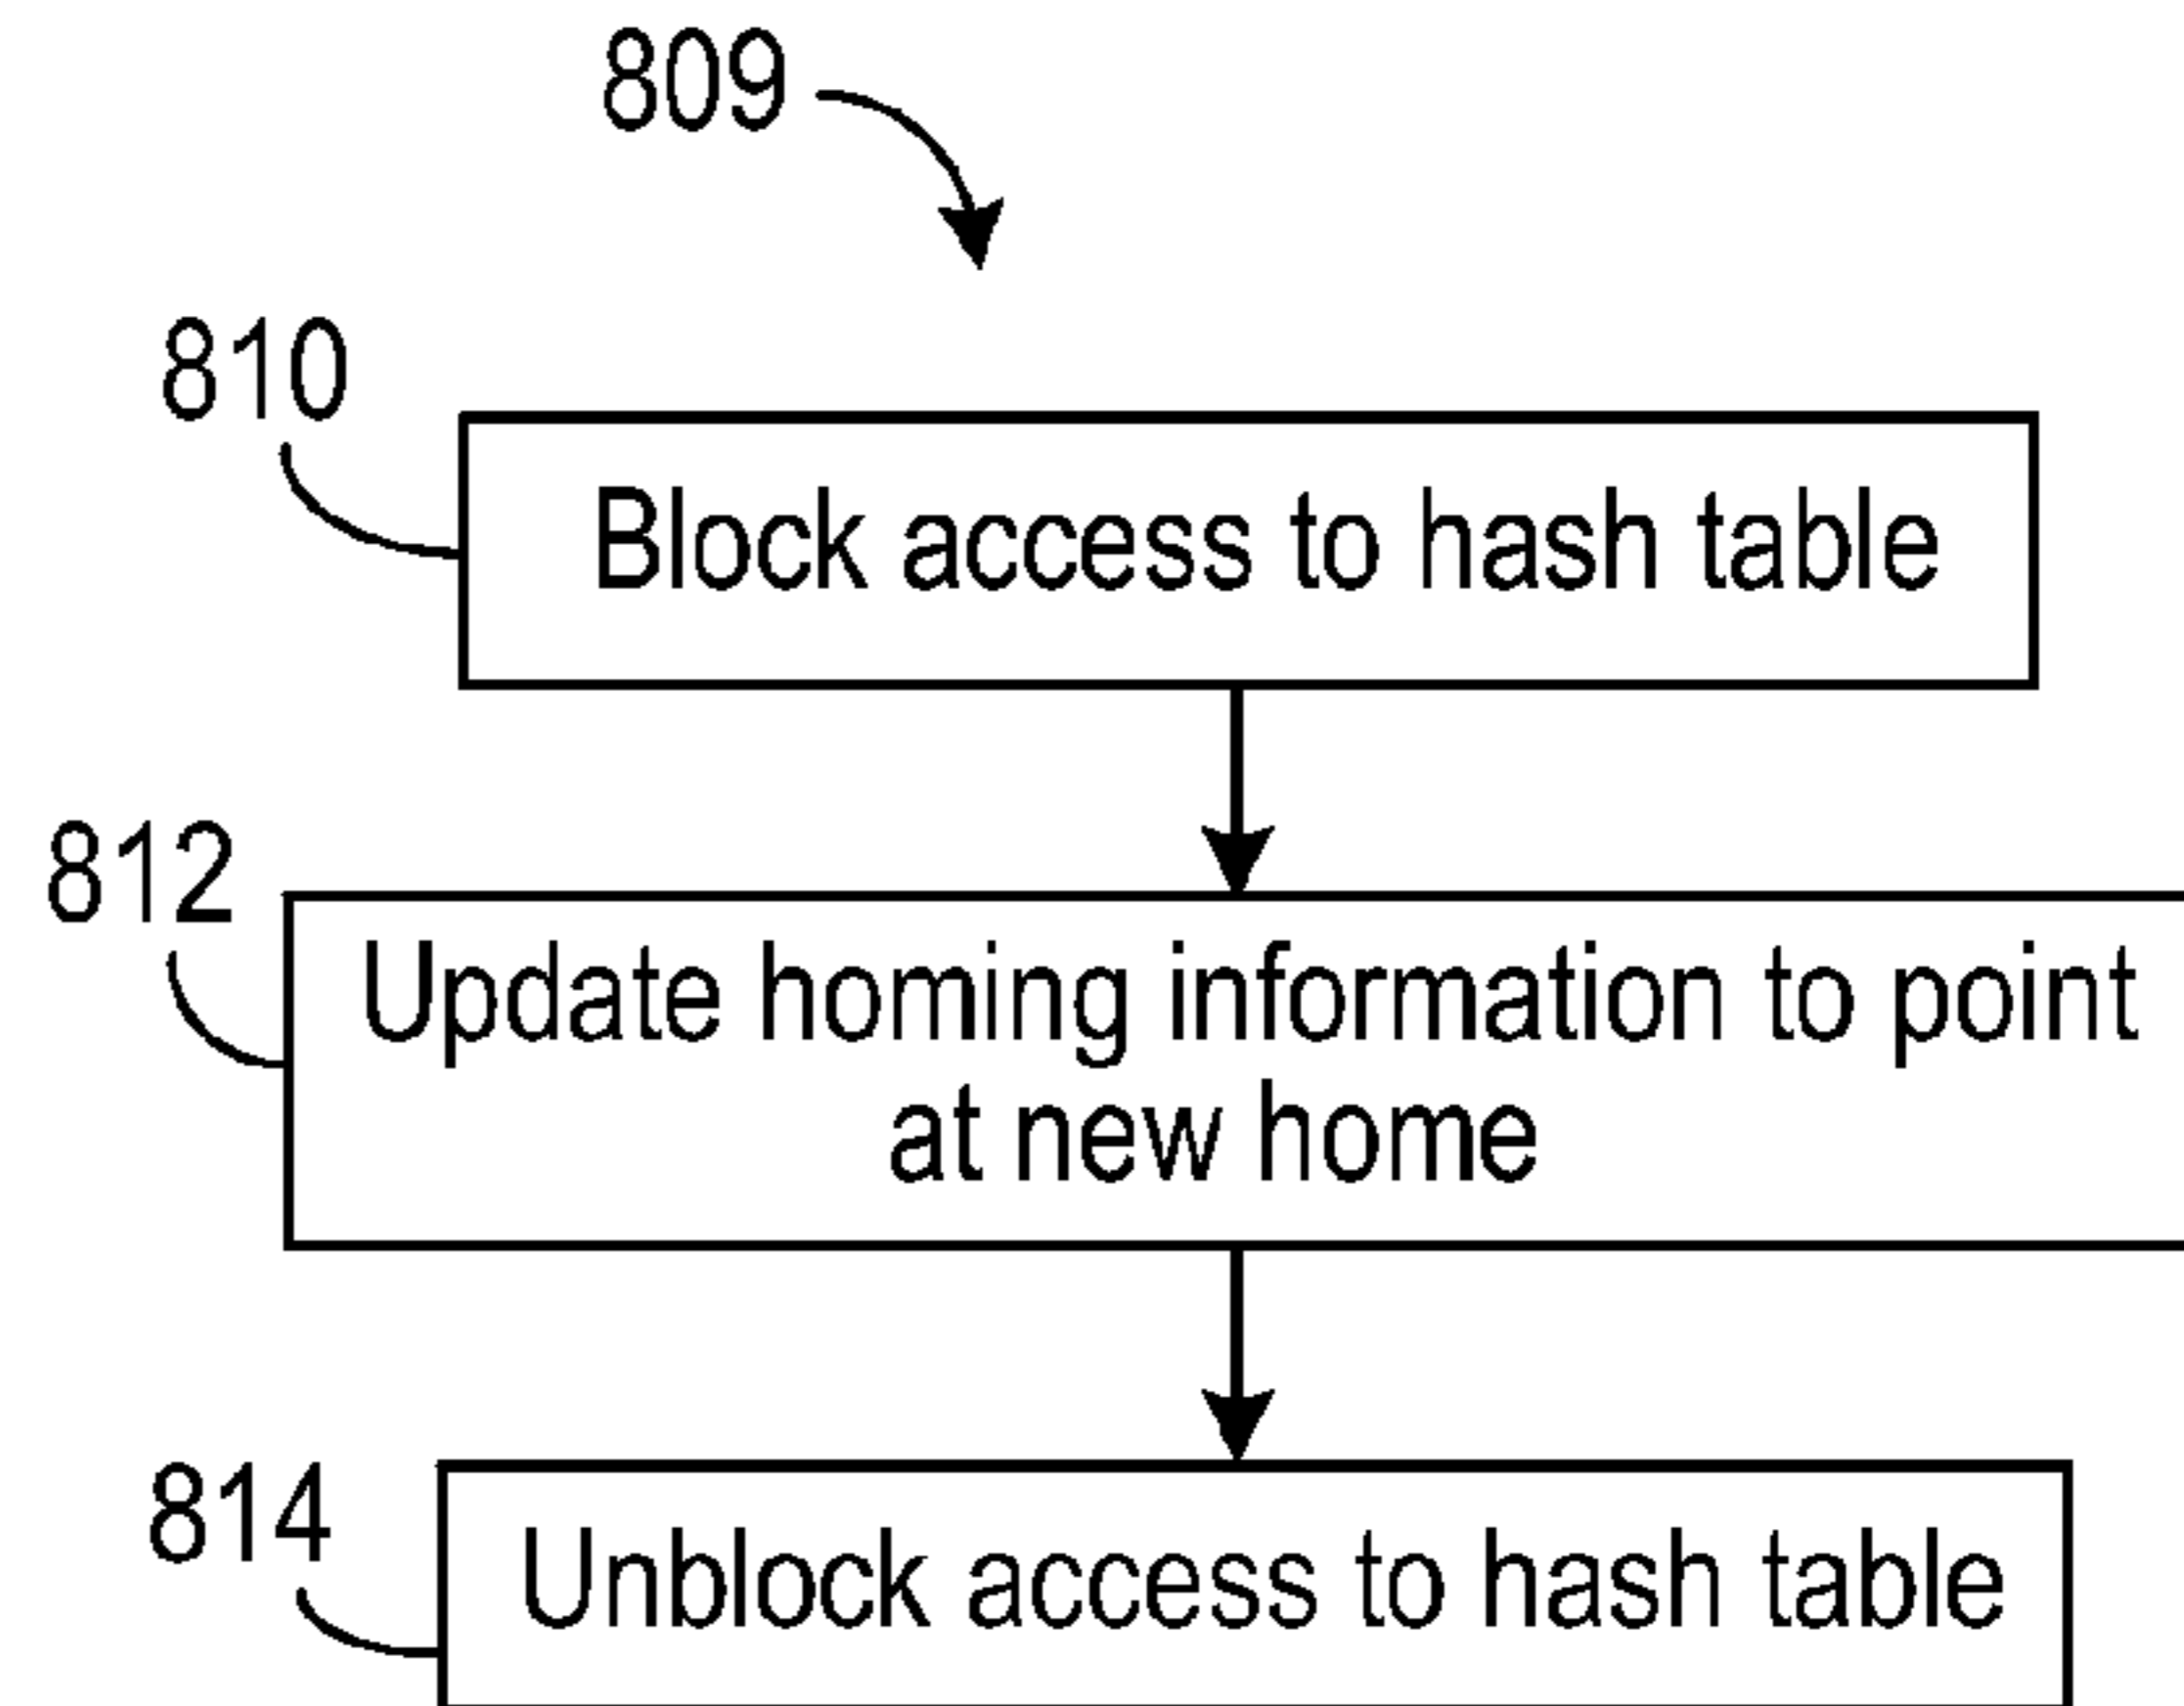 809
810
Block access to hash table
812
Update homing information to point
at new home
814
Unblock access to hash table